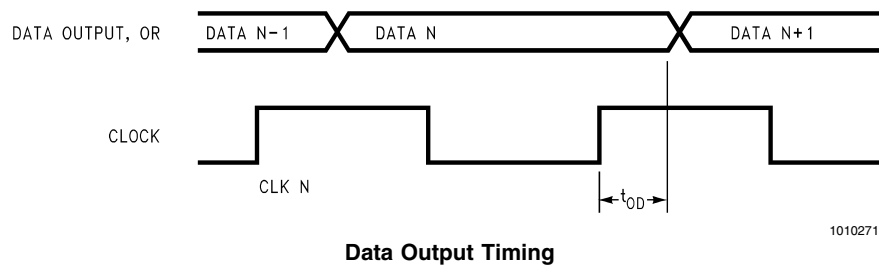 DATA OUTPUT, OR
DATA N-1
DATA N
DATA N+1
CLOCK
CLK N
tOD
1010271
Data Output Timing